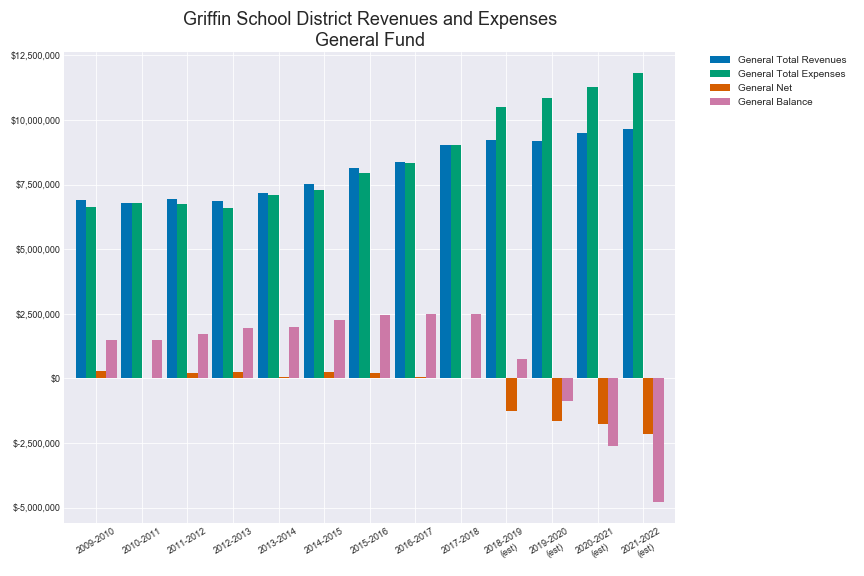 Griffin School District Revenues and Expenses
General Fund
General Total Revenues
General Total Expenses
General Net
General Balance
$12,500,000
$10,000,000
$7,500,000
$5,000,000
$2,500,000
$0
$-2,500,000
$-5,000,000
2009-2010
2010-2011
2011-2012
2012-2013
2013-2014
2014-2015
2015-2016
2016-2017
2017-2018
2018-2019
(est)
2019-2020
(est)
2020-2021
(est)
2021-2022
(est)